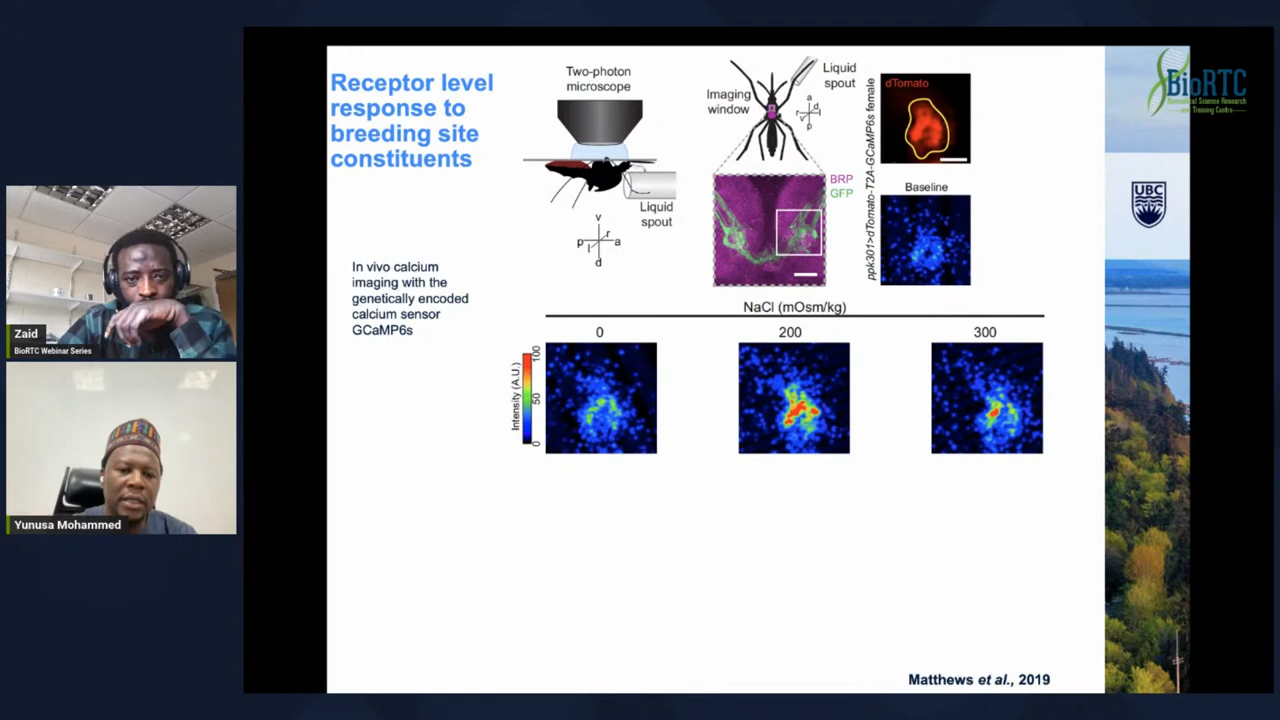 Receptor level
response to
breeding site
constituents
In vivo calcium
imaging with the
genetically encoded
calcium sensor
GCaMP6s
Two-photon
microscope
Liquid
spout
v
r
p
a
l
d
Liquid
spout
Imaging
window
a
d
r
l
v
p
BRP
GFP
ppk301>dTomato-T2A-GCaMP6s female
dTomato
Baseline
NaCl (mOsm/kg)
0
200
300
Intensity (A.U.)
100
50
0
Matthews et al., 2019
BioRTC
Biomedical Science Research
and Training Centre
UBC
Zaid
BioRTC Webinar Series
Yunusa Mohammed